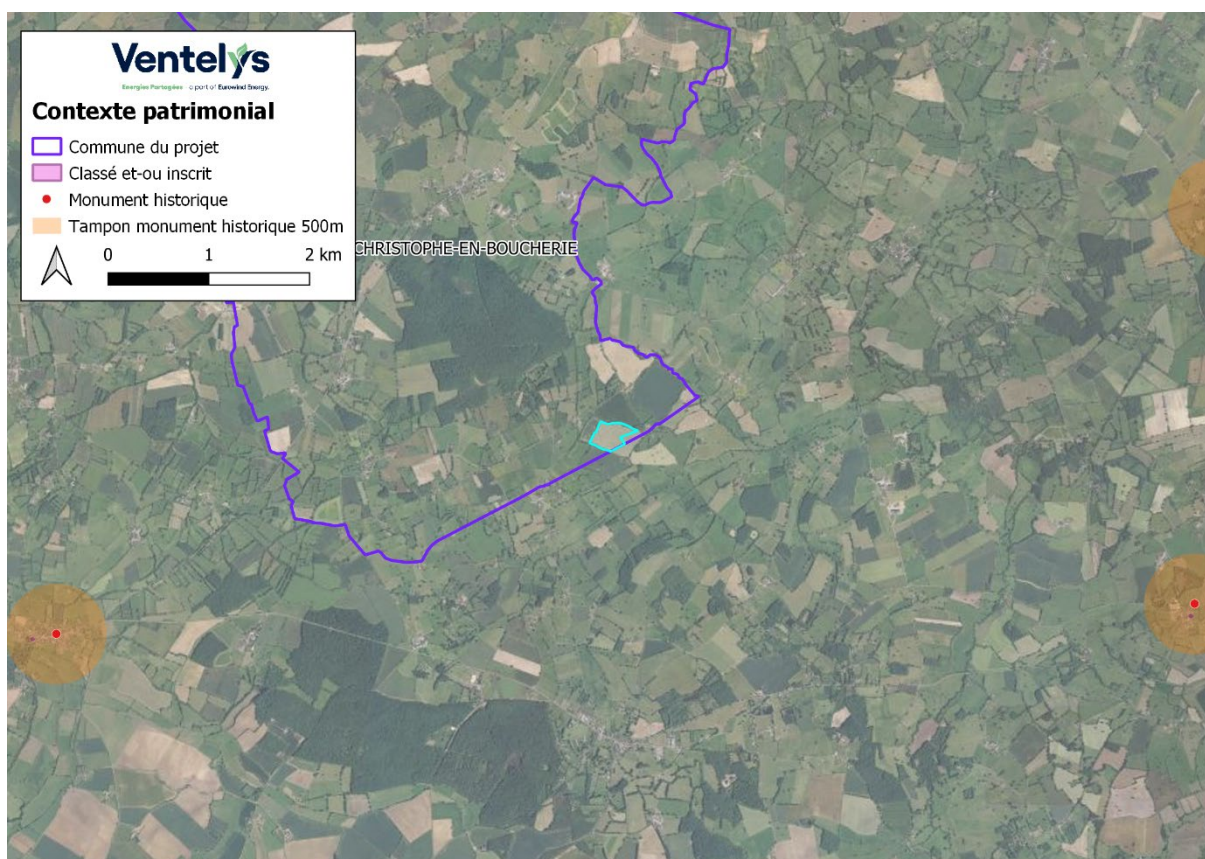 Ventelys
Energies Partagées - a part of Eurowind Energy.
Contexte patrimonial
Commune du projet
Classé et-ou inscrit
Monument historique
Tampon monument historique 500m
0 1 2 km
CHRISTOPHE-EN-BOUCHERIE